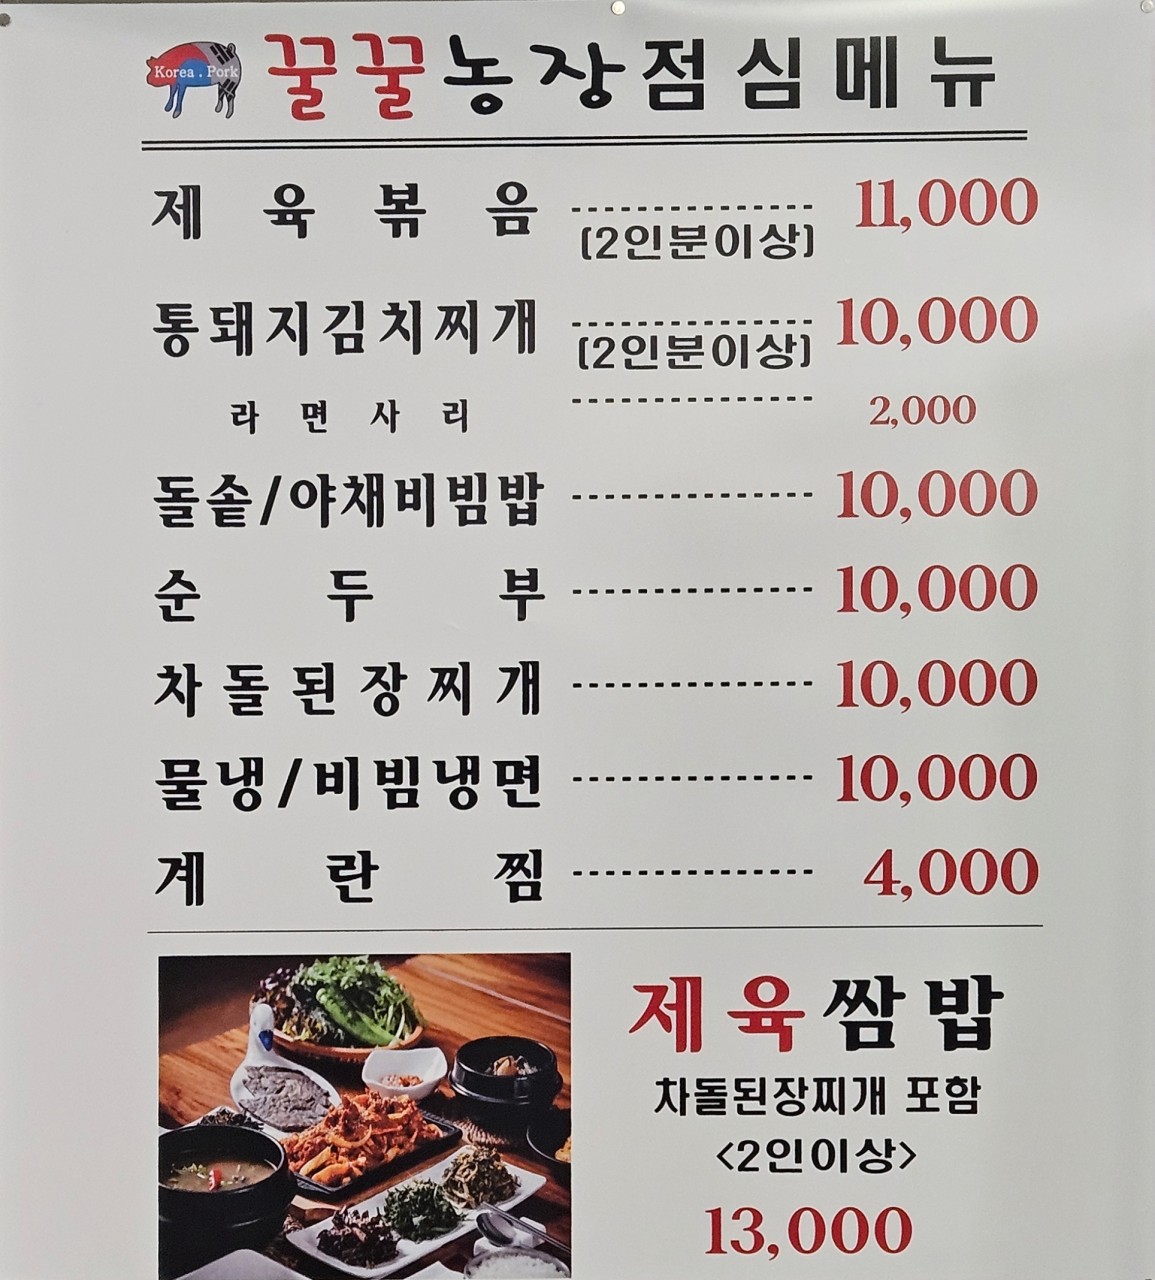 Korea . Pork
꿀꿀농장점심메뉴
제육볶음 --------------- 11,000
(2인분이상)
통돼지김치찌개 --------------- 10,000
(2인분이상)
라면사리 --------------- 2,000
돌솥/야채비빔밥 --------------- 10,000
순두부 --------------- 10,000
차돌된장찌개 --------------- 10,000
물냉/비빔냉면 --------------- 10,000
계란찜 --------------- 4,000
제육쌈밥
차돌된장찌개 포함
<2인이상>
13,000